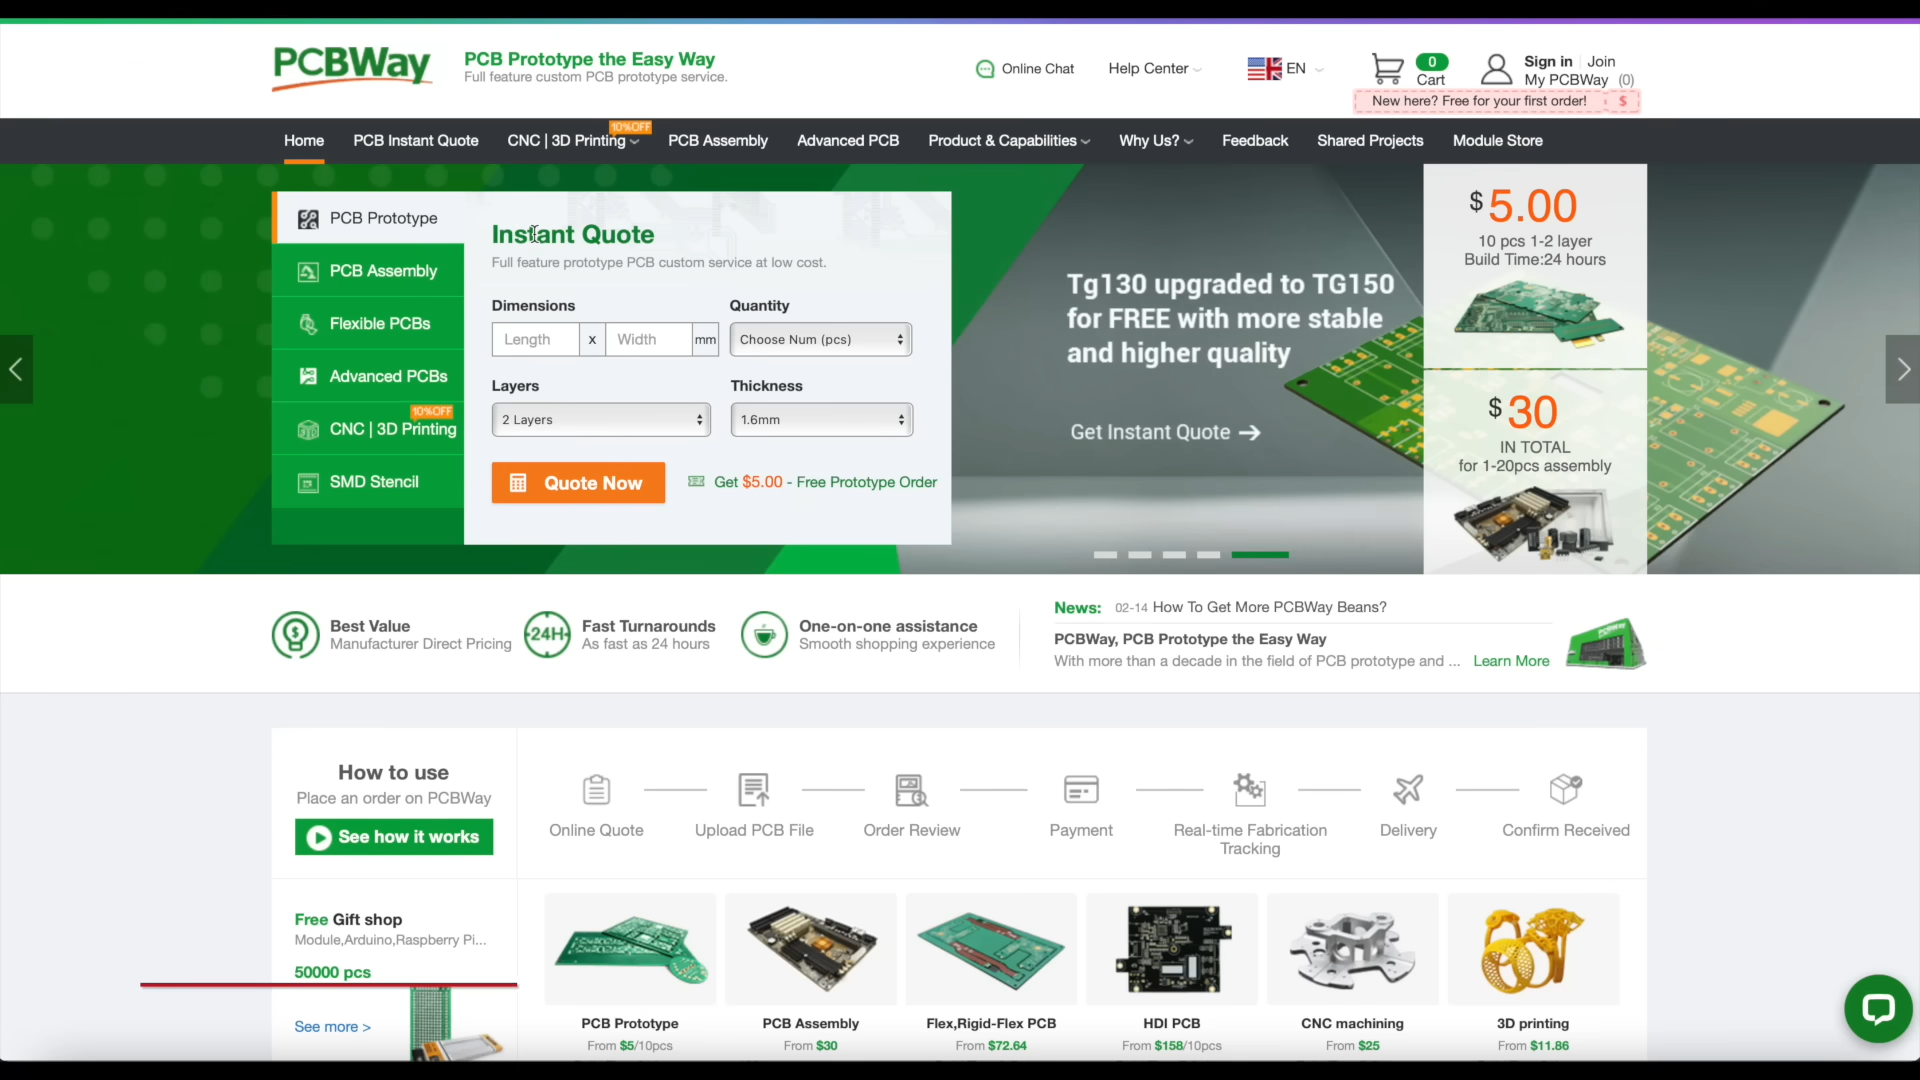 PCBWay
PCB Prototype the Easy Way
Full feature custom PCB prototype service.
Online Chat
Help Center
EN
0
Cart
Sign in
Join
My PCBWay (0)
New here? Free for your first order!
$
Home
PCB Instant Quote
CNC | 3D Printing
10%OFF
PCB Assembly
Advanced PCB
Product & Capabilities
Why Us?
Feedback
Shared Projects
Module Store
PCB Prototype
PCB Assembly
Flexible PCBs
Advanced PCBs
10%OFF
CNC | 3D Printing
SMD Stencil
Instant Quote
Full feature prototype PCB custom service at low cost.
Dimensions
Quantity
Length
x
Width
mm
Choose Num (pcs)
Layers
Thickness
2 Layers
1.6mm
Quote Now
Get $5.00 - Free Prototype Order
Tg130 upgraded to TG150
for FREE with more stable
and higher quality
Get Instant Quote
$5.00
10 pcs 1-2 layer
Build Time:24 hours
$30
IN TOTAL
for 1-20pcs assembly
Best Value
Manufacturer Direct Pricing
24H
Fast Turnarounds
As fast as 24 hours
One-on-one assistance
Smooth shopping experience
News: 02-14 How To Get More PCBWay Beans?
PCBWay, PCB Prototype the Easy Way
With more than a decade in the field of PCB prototype and ... Learn More
How to use
Place an order on PCBWay
See how it works
Online Quote
Upload PCB File
Order Review
Payment
Real-time Fabrication
Tracking
Delivery
Confirm Received
Free Gift shop
Module,Arduino,Raspberry Pi...
50000 pcs
See more >
PCB Prototype
From $5/10pcs
PCB Assembly
From $30
Flex,Rigid-Flex PCB
From $72.64
HDI PCB
From $158/10pcs
CNC machining
From $25
3D printing
From $11.86